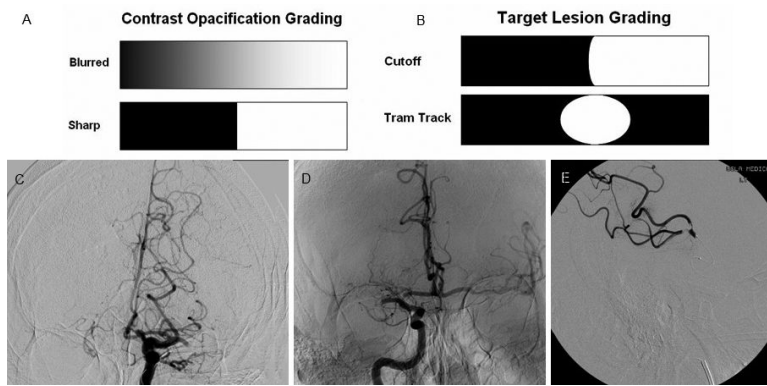 A
Contrast Opacification Grading
Blurred
Sharp
B
Target Lesion Grading
Cutoff
Tram Track
C
D
E